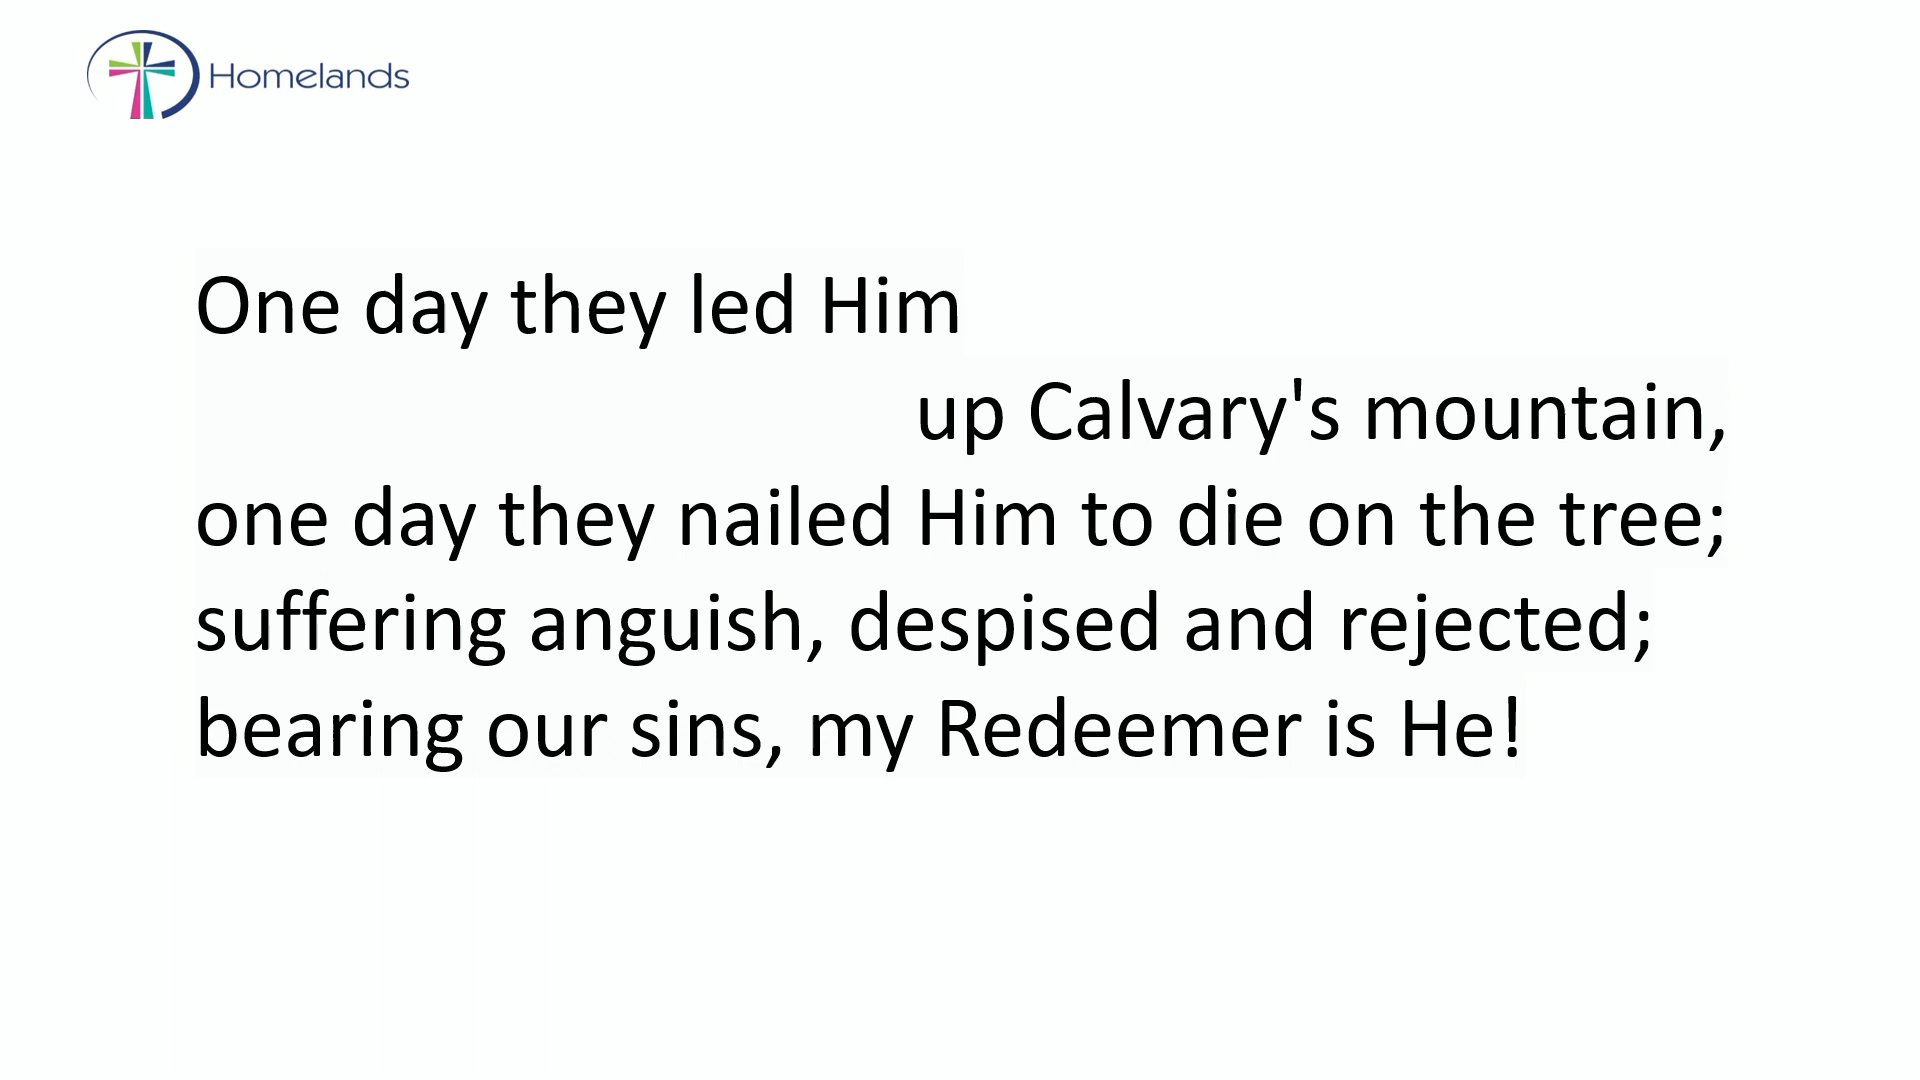 Homelands
One day they led Him
up Calvary's mountain,
one day they nailed Him to die on the tree;
suffering anguish, despised and rejected;
bearing our sins, my Redeemer is He!